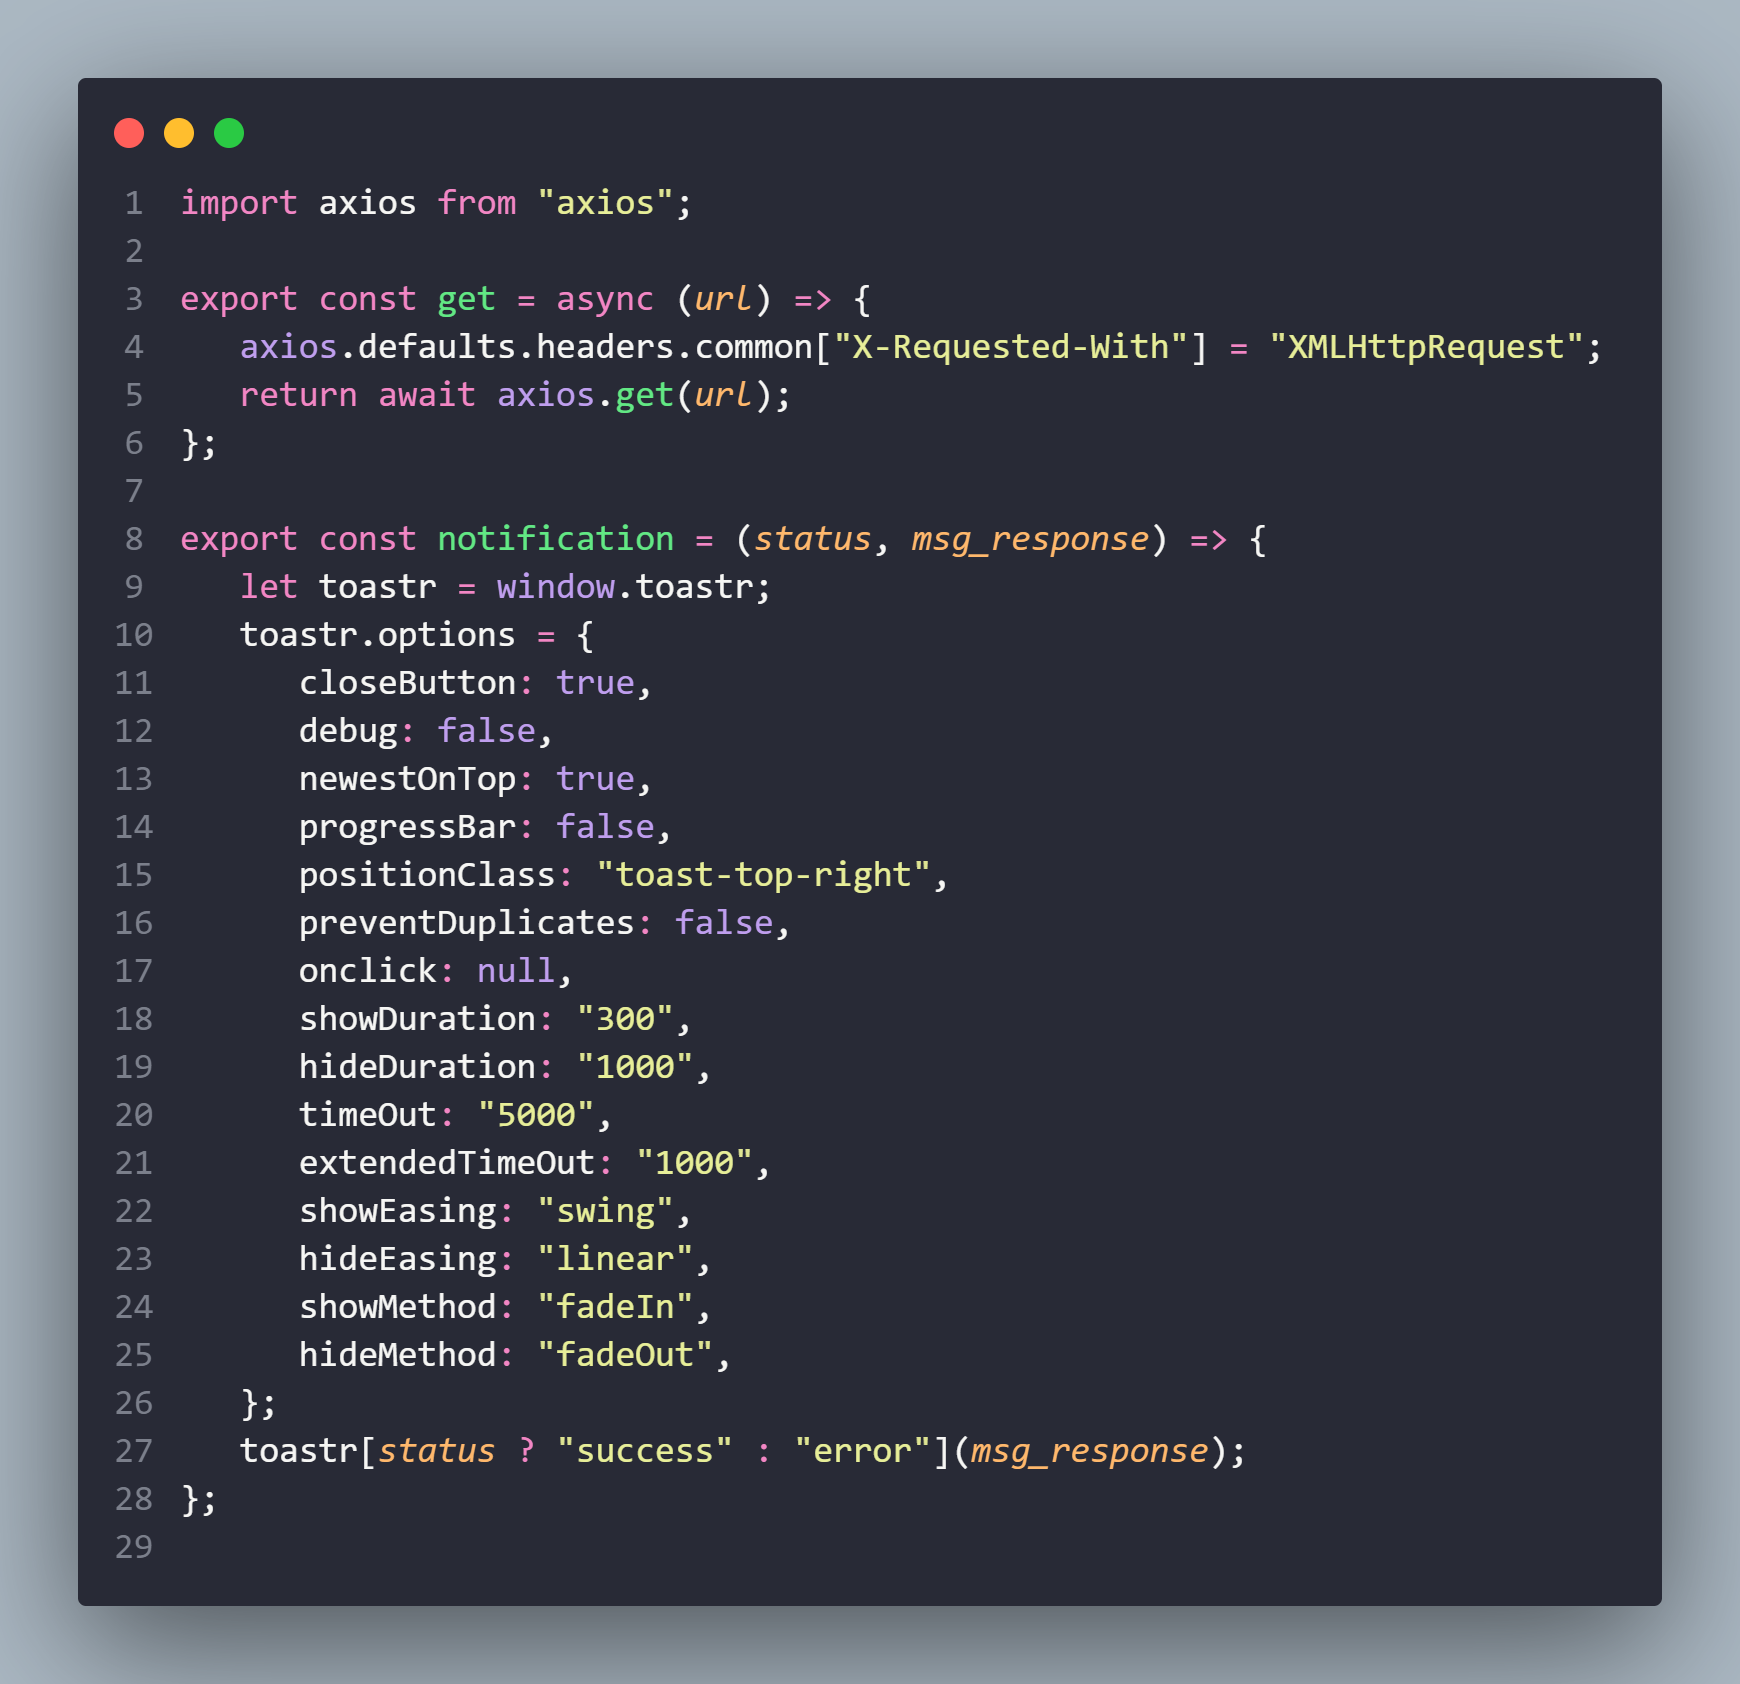 1 import axios from "axios";
2
3 export const get = async (url) => {
4 axios.defaults.headers.common["X-Requested-With"] = "XMLHttpRequest";
5 return await axios.get(url);
6 };
7
8 export const notification = (status, msg_response) => {
9 let toastr = window.toastr;
10 toastr.options = {
11 closeButton: true,
12 debug: false,
13 newestOnTop: true,
14 progressBar: false,
15 positionClass: "toast-top-right",
16 preventDuplicates: false,
17 onclick: null,
18 showDuration: "300",
19 hideDuration: "1000",
20 timeOut: "5000",
21 extendedTimeOut: "1000",
22 showEasing: "swing",
23 hideEasing: "linear",
24 showMethod: "fadeIn",
25 hideMethod: "fadeOut",
26 };
27 toastr[status ? "success" : "error"](msg_response);
28 };
29